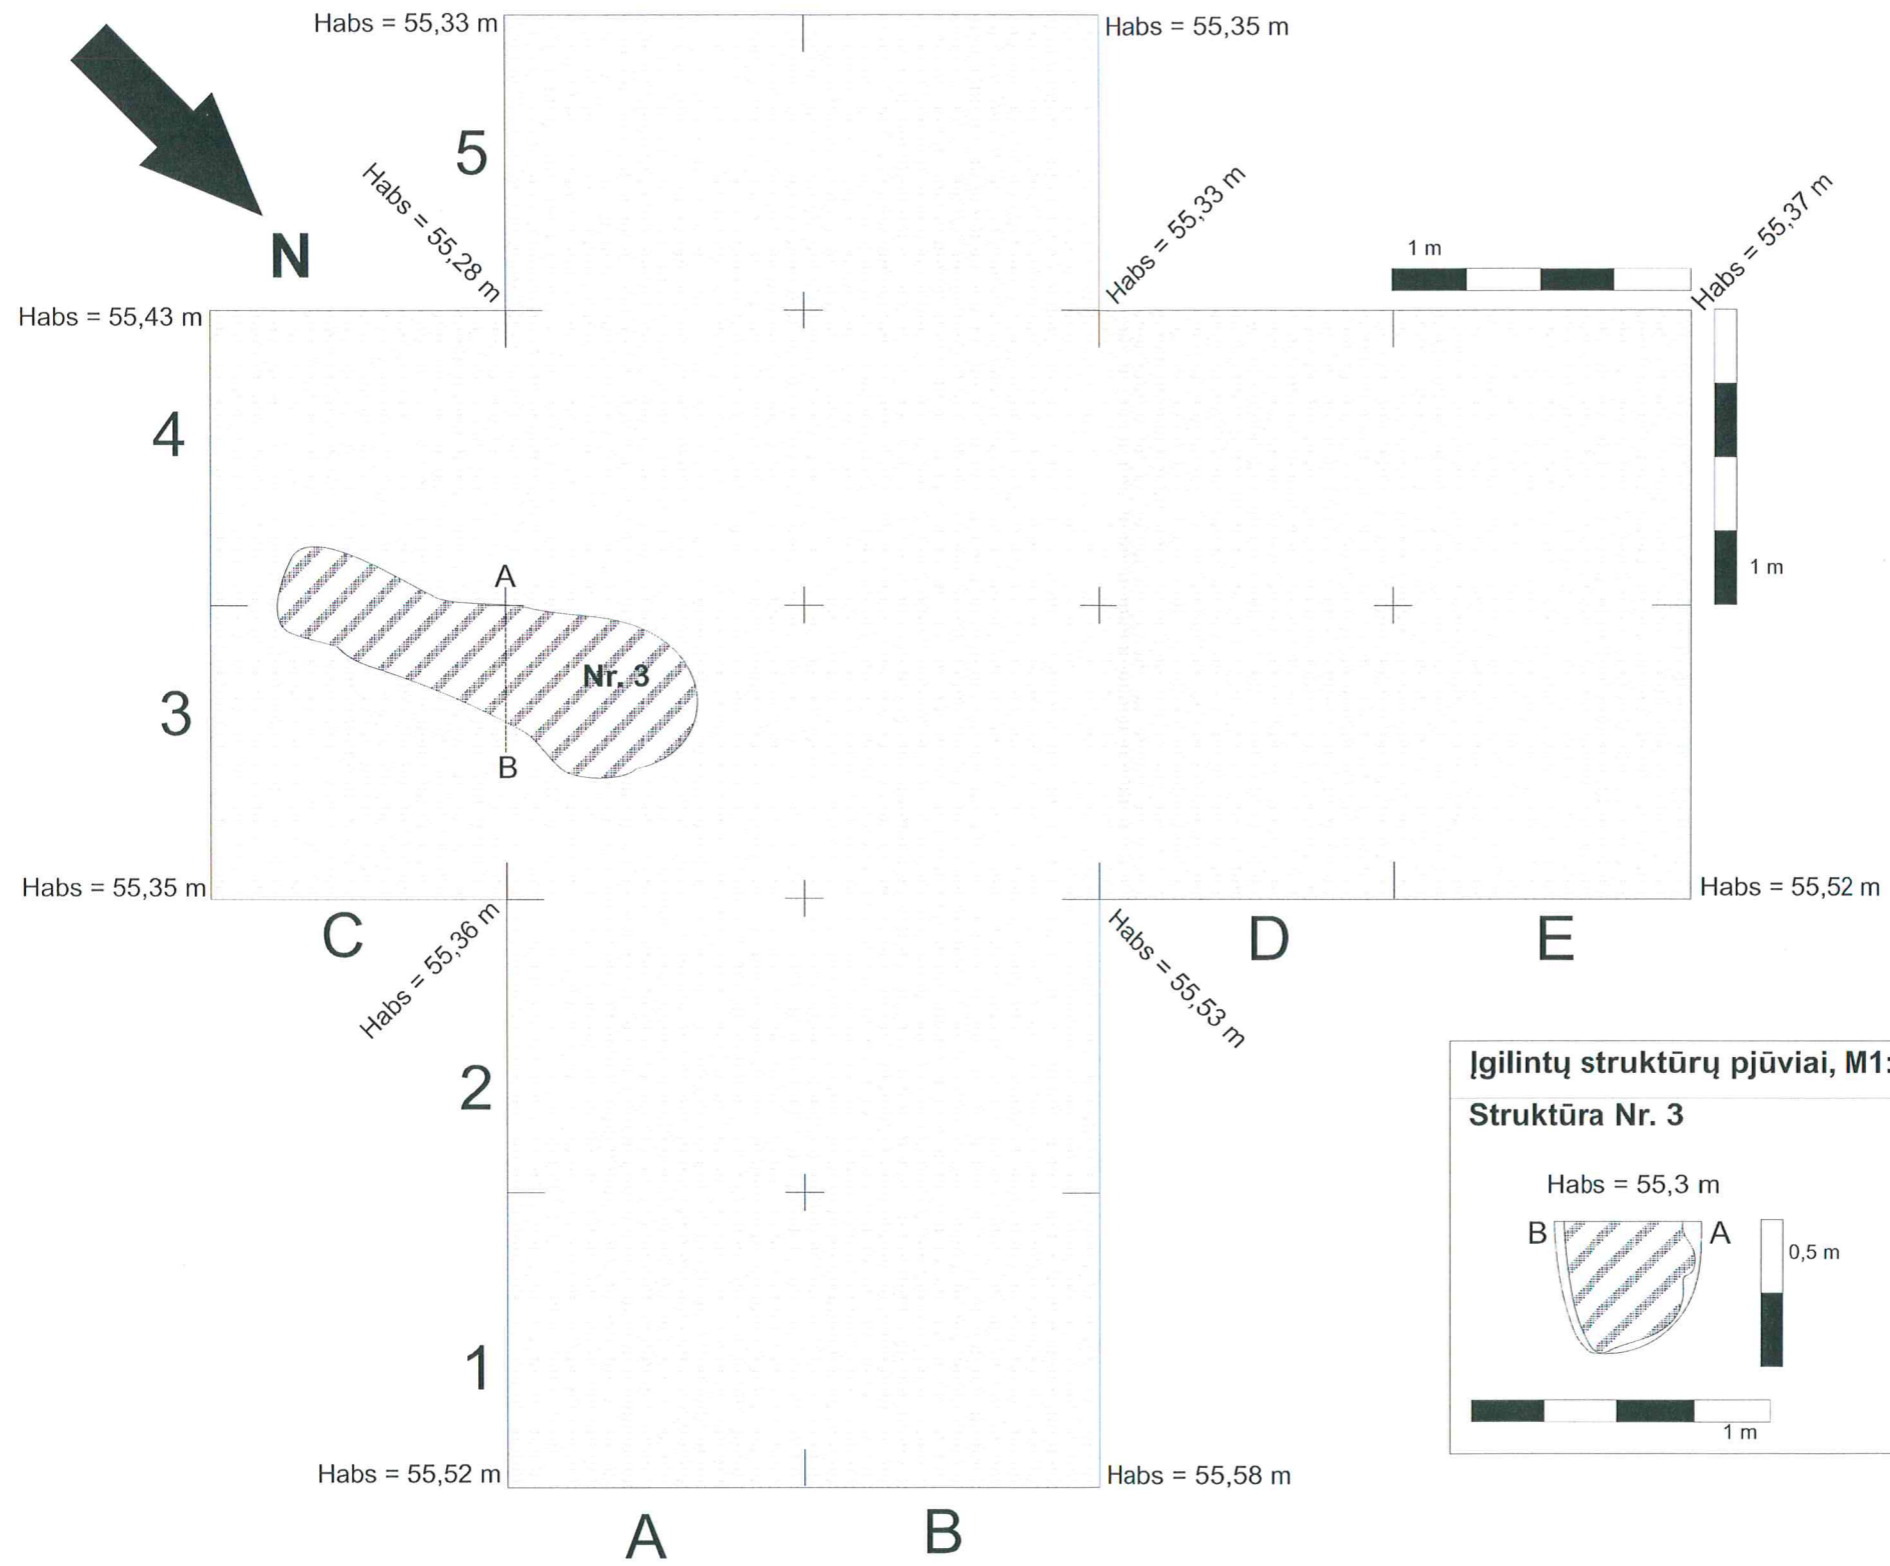 Habs = 55,33 m
Habs = 55,35 m
5
Habs = 55,28 m
Habs = 55,33 m
Habs = 55,37 m
N
1 m
Habs = 55,43 m
4
1 m
A
Nr. 3
3
B
Habs = 55,35 m
Habs = 55,52 m
C
D
E
Habs = 55,36 m
Habs = 55,53 m
2
Įgilintų struktūrų pjūviai, M1:
Struktūra Nr. 3
Habs = 55,3 m
B
A
0,5 m
1
1 m
Habs = 55,52 m
Habs = 55,58 m
A
B